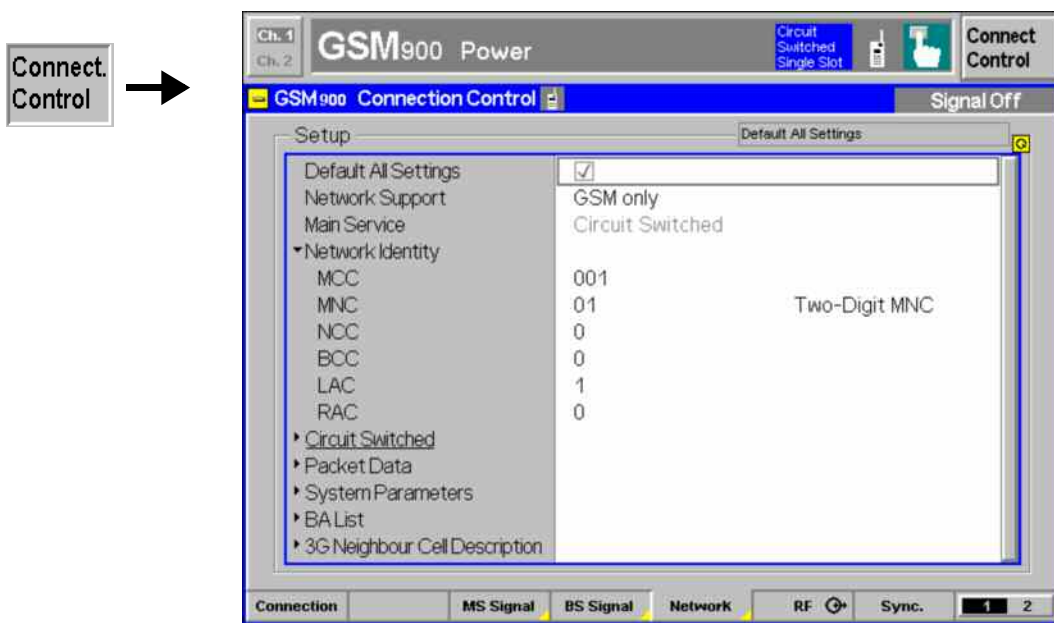 Connect.
Control
Ch. 1
Ch. 2
GSM900 Power
Circuit
Switched
Single Slot
Connect
Control
GSM900 Connection Control
Signal Off
Setup
Default All Settings
Default All Settings
Network Support GSM only
Main Service Circuit Switched
Network Identity
MCC 001
MNC 01 Two-Digit MNC
NCC 0
BCC 0
LAC 1
RAC 0
Circuit Switched
Packet Data
System Parameters
BA List
3G Neighbour Cell Description
Connection MS Signal BS Signal Network RF Sync. 1 2